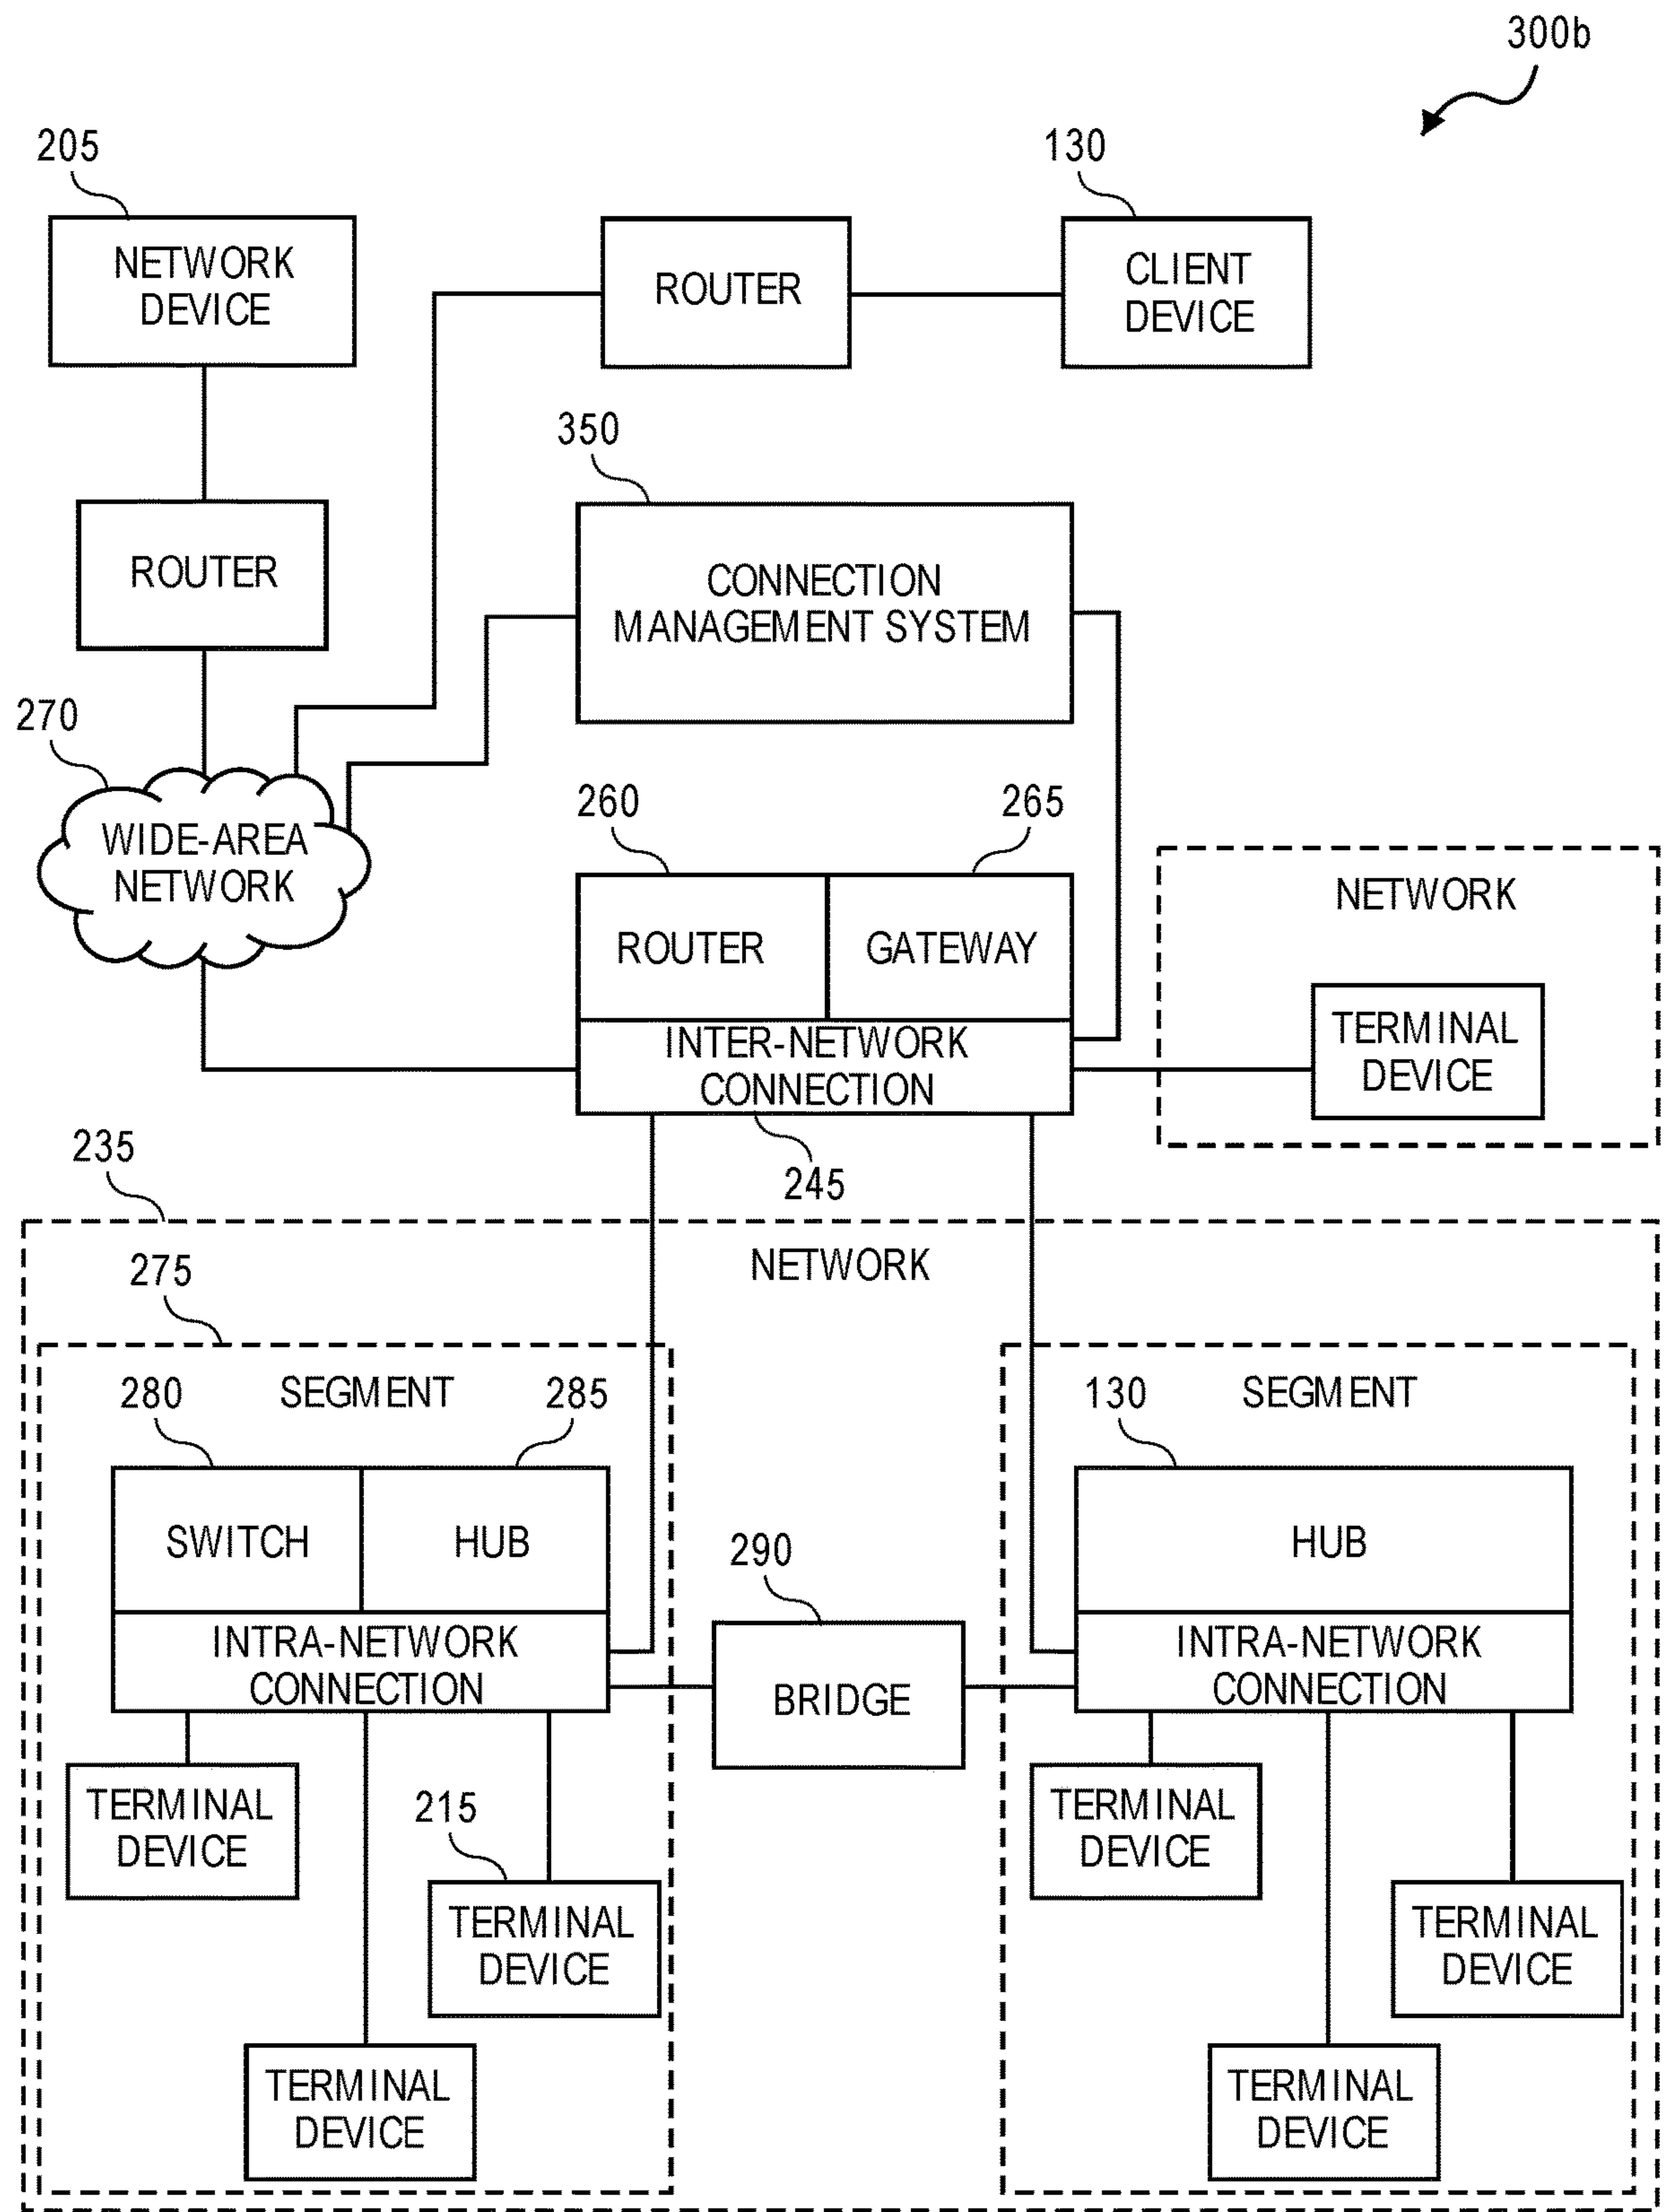 300b
205
130
NETWORK
DEVICE
ROUTER
CLIENT
DEVICE
350
ROUTER
CONNECTION
MANAGEMENT SYSTEM
270
WIDE-AREA
NETWORK
260
265
ROUTER
GATEWAY
INTER-NETWORK
CONNECTION
245
NETWORK
TERMINAL
DEVICE
235
NETWORK
275
SEGMENT
280
285
SWITCH
HUB
INTRA-NETWORK
CONNECTION
TERMINAL
DEVICE
215
TERMINAL
DEVICE
TERMINAL
DEVICE
290
BRIDGE
SEGMENT
130
HUB
INTRA-NETWORK
CONNECTION
TERMINAL
DEVICE
TERMINAL
DEVICE
TERMINAL
DEVICE